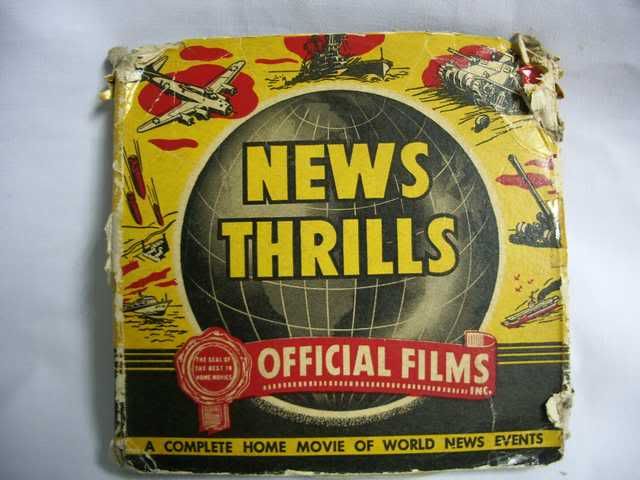 NEWS
THRILLS
THE SEAL OF
THE BEST IN
HOME MOVIES
OFFICIAL FILMS
INC.
A COMPLETE HOME MOVIE OF WORLD NEWS EVENTS